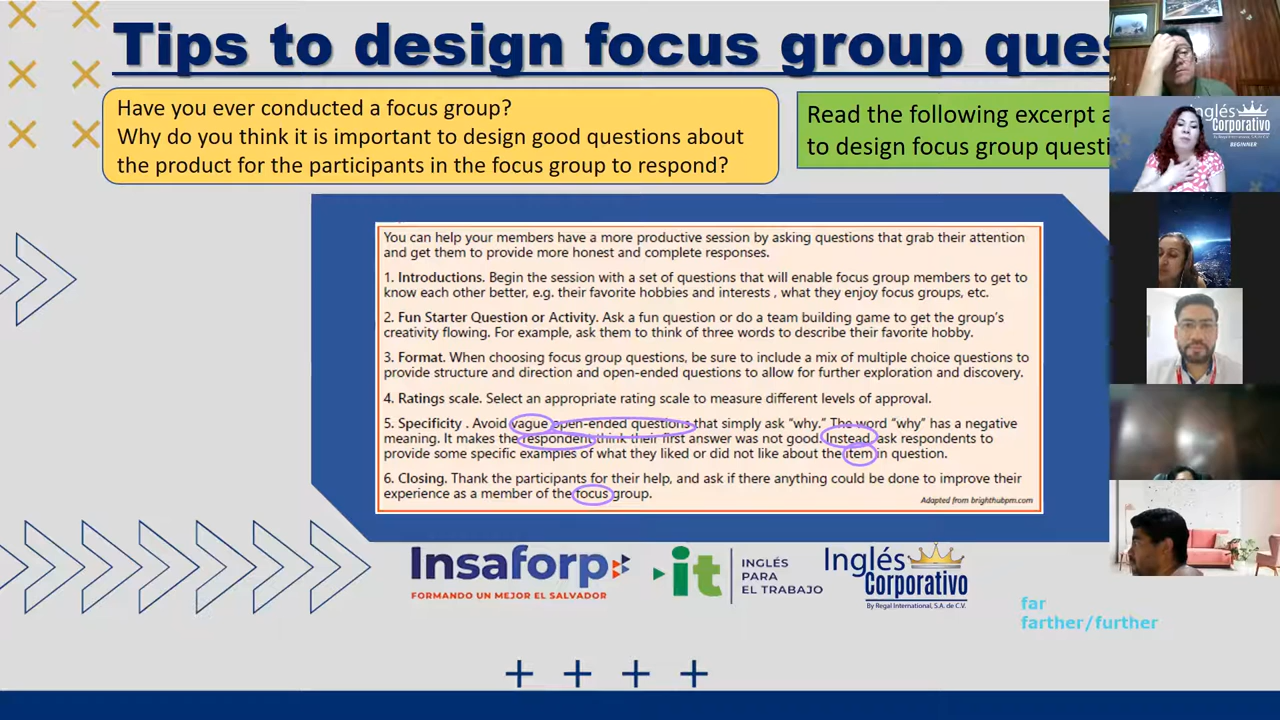 Tips to design focus group ques
Have you ever conducted a focus group?
Why do you think it is important to design good questions about
the product for the participants in the focus group to respond?
Read the following excerpt a
to design focus group questi
You can help your members have a more productive session by asking questions that grab their attention
and get them to provide more honest and complete responses.
1. Introductions. Begin the session with a set of questions that will enable focus group members to get to
know each other better, e.g. their favorite hobbies and interests , what they enjoy focus groups, etc.
2. Fun Starter Question or Activity. Ask a fun question or do a team building game to get the group's
creativity flowing. For example, ask them to think of three words to describe their favorite hobby.
3. Format. When choosing focus group questions, be sure to include a mix of multiple choice questions to
provide structure and direction and open-ended questions to allow for further exploration and discovery.
4. Ratings scale. Select an appropriate rating scale to measure different levels of approval.
5. Specificity . Avoid vague open-ended questions that simply ask “why.” The word “why” has a negative
meaning. It makes the respondent think their first answer was not good. Instead, ask respondents to
provide some specific examples of what they liked or did not like about the item in question.
6. Closing. Thank the participants for their help, and ask if there anything could be done to improve their
experience as a member of the focus group.
Adapted from brighthubpm.com
Insaforp
FORMANDO UN MEJOR EL SALVADOR
it
INGLÉS
PARA
EL TRABAJO
Inglés
Corporativo
By Regal International, S.A. de C.V.
far
farther/further
Inglés
Corporativo
By Regal International, S.A. de C.V.
BEGINNER